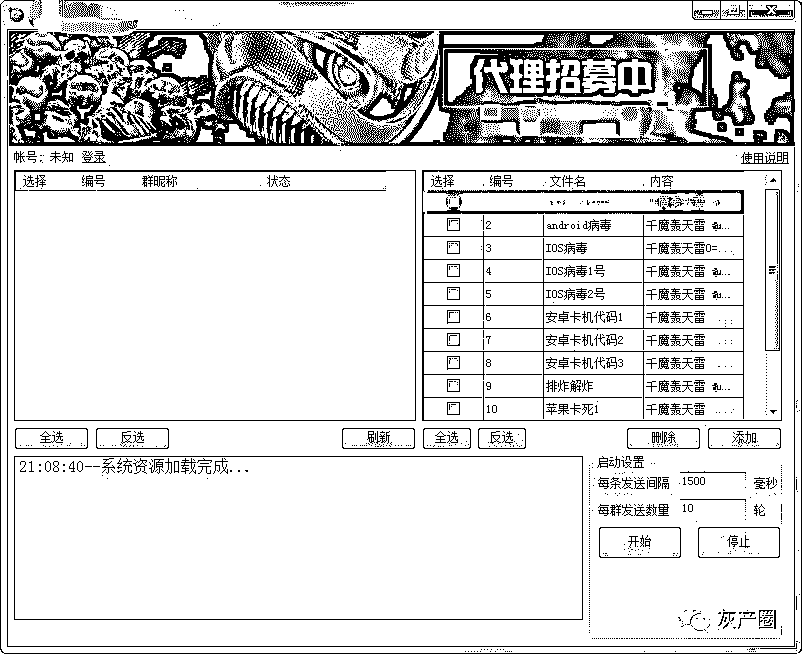 代理招募中
帐号: 未知 登录
使用说明
选择 编号 群昵称 状态
选择 编号 文件名 内容
2 android病毒 千魔轰天雷
3 IOS病毒 千魔轰天雷0=...
4 IOS病毒1号 千魔轰天雷
5 IOS病毒2号 千魔轰天雷
6 安卓卡机代码1 千魔轰天雷 ...
7 安卓卡机代码2 千魔轰天雷 ...
8 安卓卡机代码3 千魔轰天雷 ...
9 排炸解炸 千魔轰天雷
10 苹果卡死1 千魔轰天雷 ...
全选 反选 刷新 全选 反选 删除 添加
21:08:40--系统资源加载完成...
启动设置
每条发送间隔 1500 毫秒
每群发送数量 10 轮
开始 停止
灰产圈